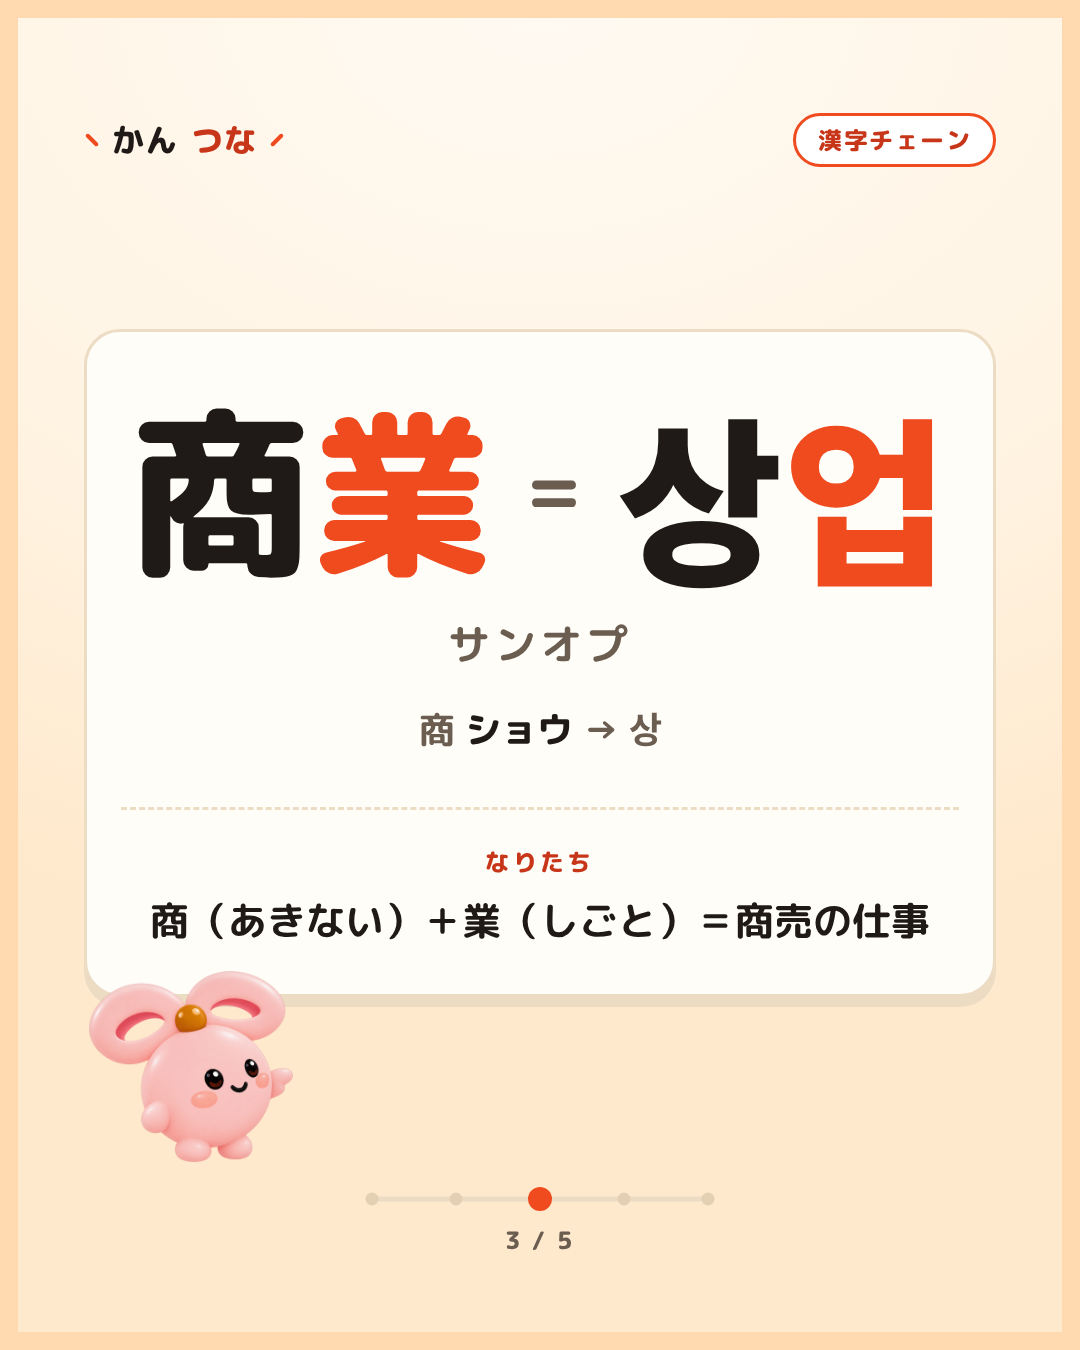 かん つな
漢字チェーン
商業 = 상업
サンオプ
商 ショウ → 상
なりたち
商（あきない）＋業（しごと）＝商売の仕事
3 / 5